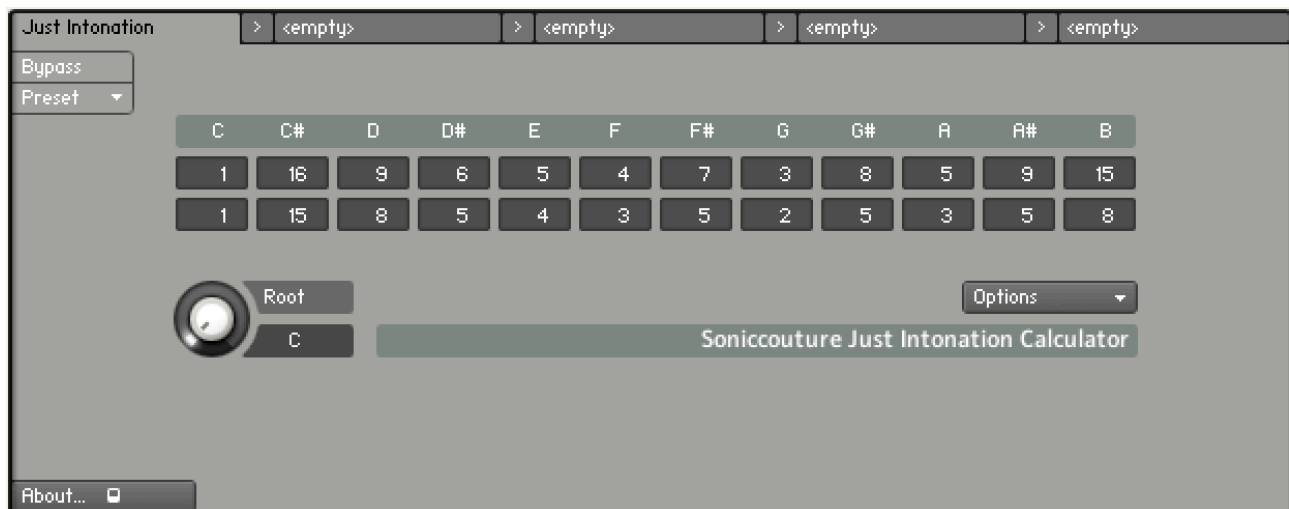 Just Intonation > <empty> > <empty> > <empty> > <empty>
Bypass
Preset
C C# D D# E F F# G G# A A# B
1 16 9 6 5 4 7 3 8 5 9 15
1 15 8 5 4 3 5 2 5 3 5 8
Root Options
C Soniccouture Just Intonation Calculator
About...